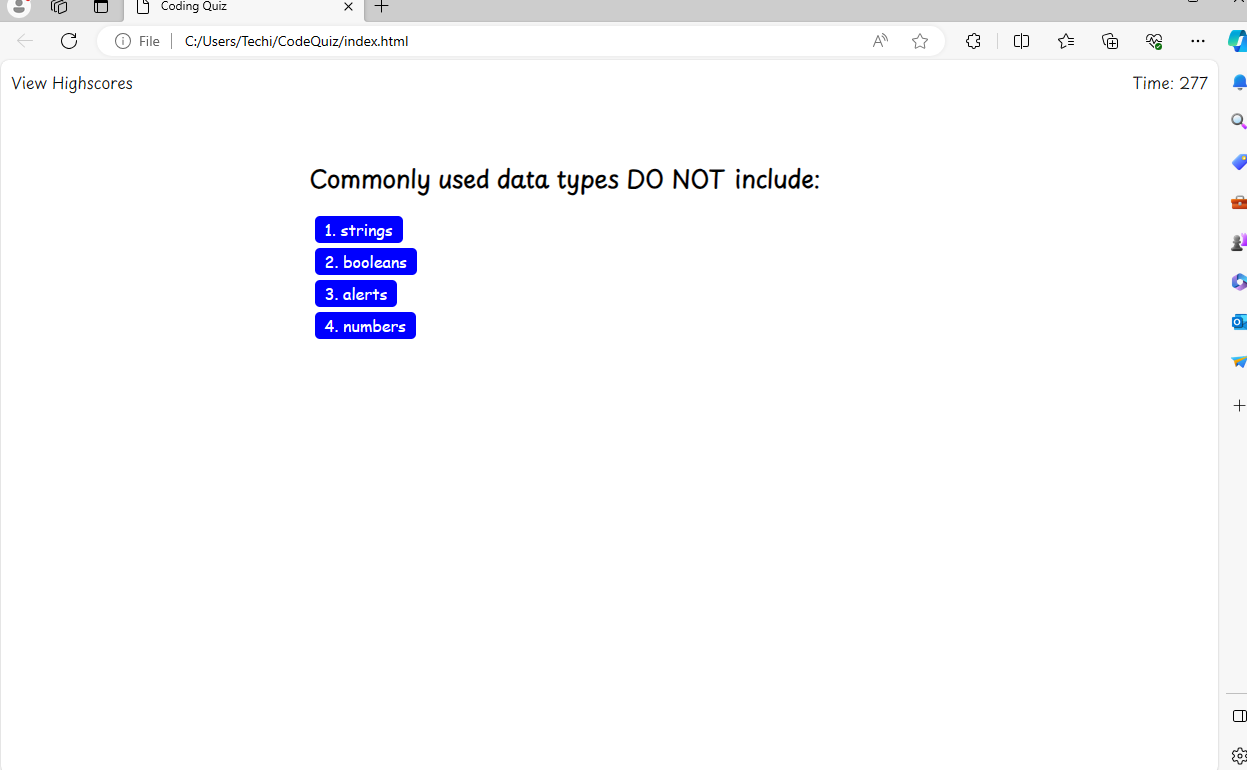 Coding Quiz
File
C:/Users/Techi/CodeQuiz/index.html
View Highscores
Time: 277
Commonly used data types DO NOT include:
1. strings
2. booleans
3. alerts
4. numbers